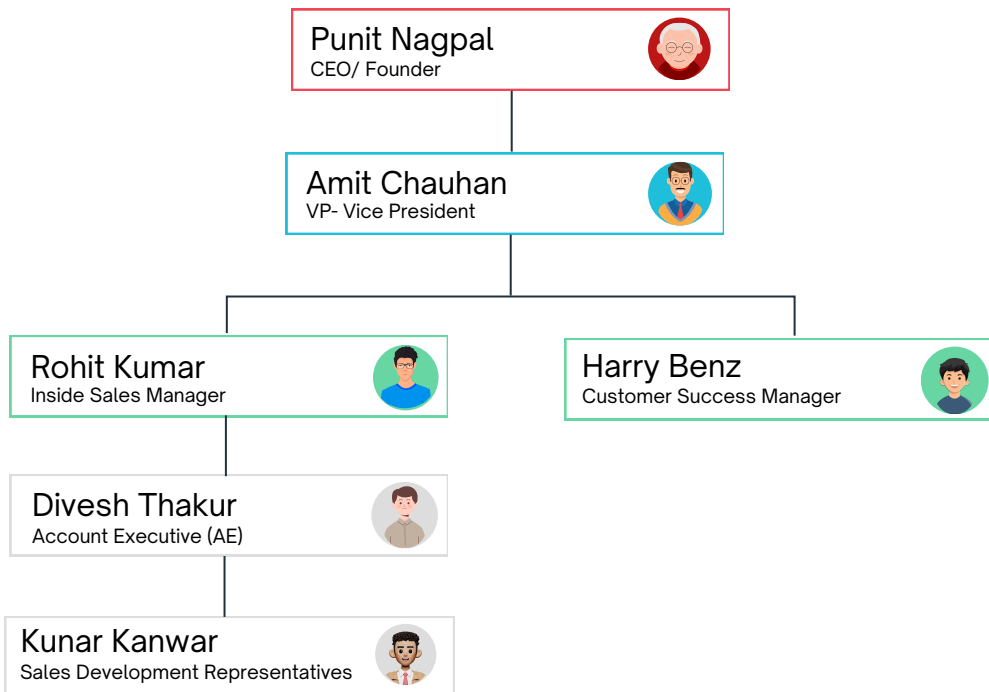 Punit Nagpal
CEO/ Founder
Amit Chauhan
VP- Vice President
Rohit Kumar
Inside Sales Manager
Harry Benz
Customer Success Manager
Divesh Thakur
Account Executive (AE)
Kunar Kanwar
Sales Development Representatives